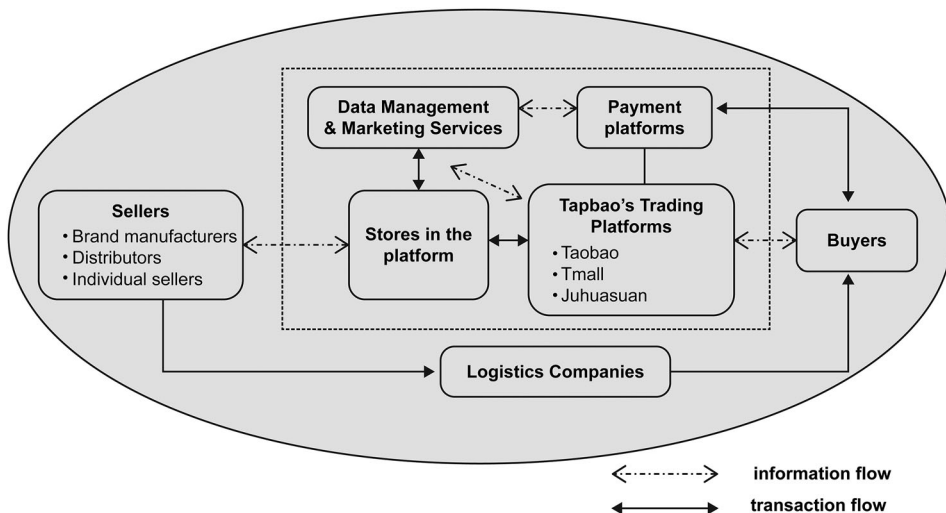 Data Management
& Marketing Services
Payment
platforms
Sellers
• Brand manufacturers
• Distributors
• Individual sellers
Stores in the
platform
Tapbao's Trading
Platforms
• Taobao
• Tmall
• Juhuasuan
Buyers
Logistics Companies
information flow
transaction flow